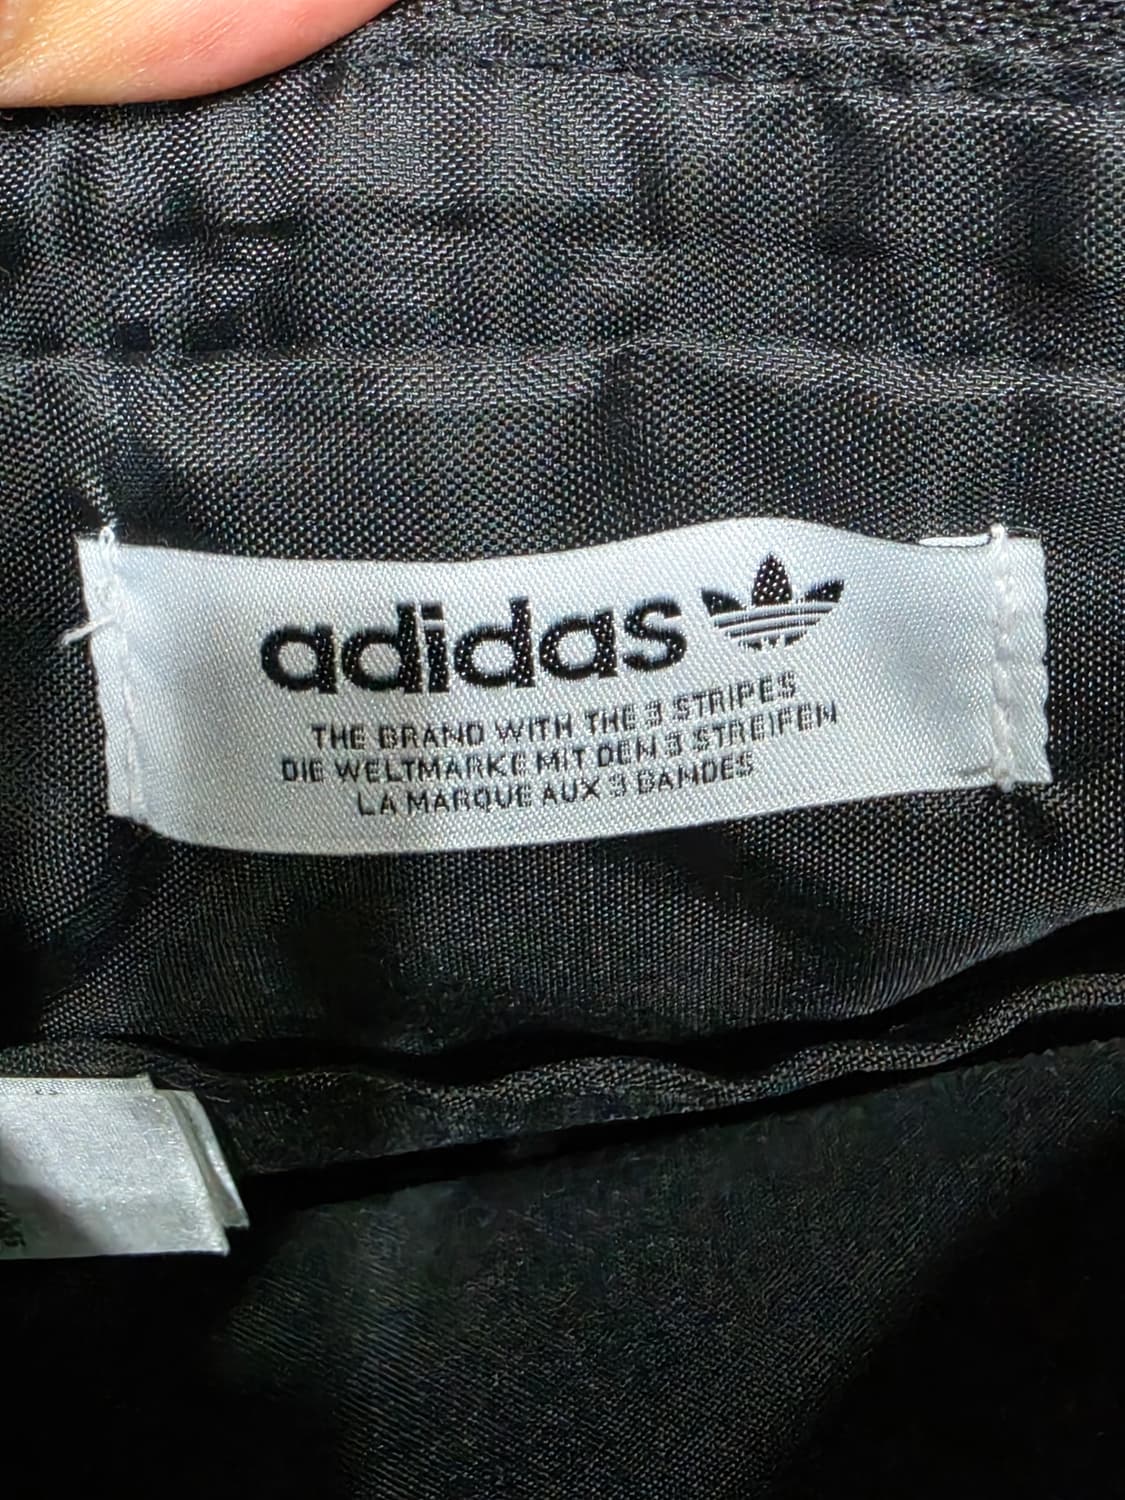 adidas
THE BRAND WITH THE 3 STRIPES
DIE WELTMARKE MIT DEN 3 STREIFEN
LA MARQUE AUX 3 BANDES